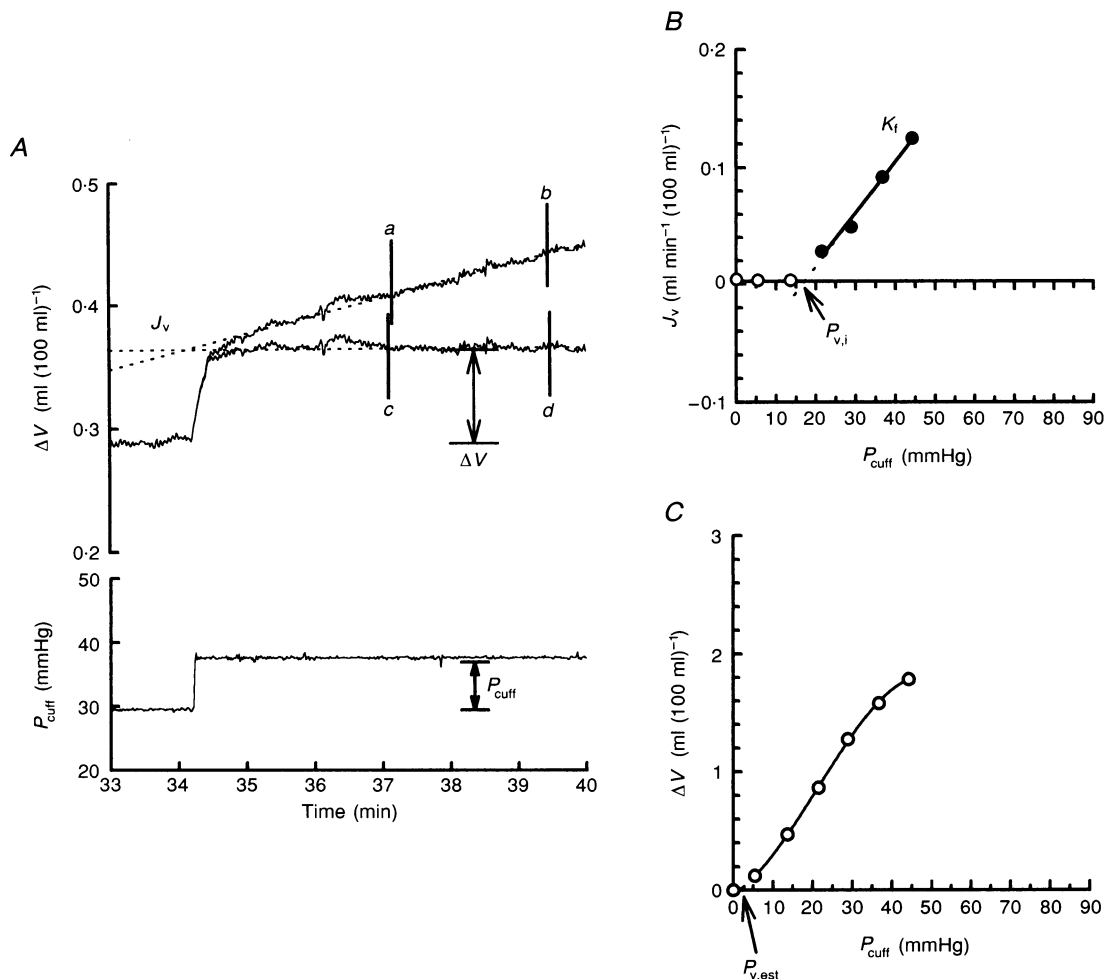 A
0·5
0·4
0·3
0·2
ΔV (ml (100 ml)⁻¹)
Jᵥ
a
b
c
d
ΔV
50
40
30
20
P_cuff (mmHg)
P_cuff
33 34 35 36 37 38 39 40
Time (min)
B
0·2
0·1
0
−0·1
Jᵥ (ml min⁻¹ (100 ml)⁻¹)
K_f
P_v,i
0 10 20 30 40 50 60 70 80 90
P_cuff (mmHg)
C
3
2
1
0
ΔV (ml (100 ml)⁻¹)
0 10 20 30 40 50 60 70 80 90
P_cuff (mmHg)
P_v,est